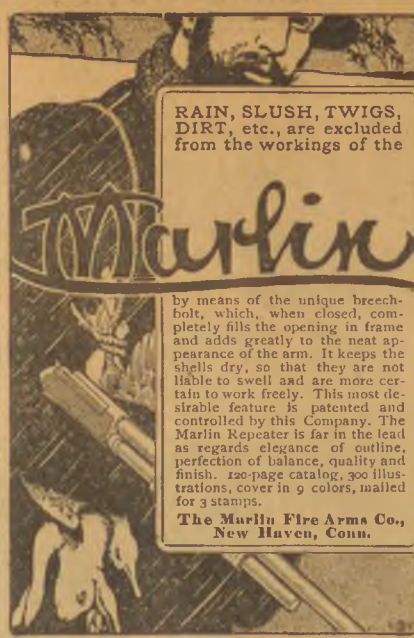 RAIN, SLUSH, TWIGS,
DIRT, etc., are excluded
from the workings of the
Marlin
by means of the unique breech-
bolt, which, when closed, com-
pletely fills the opening in frame
and adds greatly to the neat ap-
pearance of the arm. It keeps the
shells dry, so that they are not
liable to swell and are more cer-
tain to work freely. This most de-
sirable feature is patented and
controlled by this Company. The
Marlin Repeater is far in the lead
as regards elegance of outline,
perfection of balance, quality and
finish. 120-page catalog, 300 illus-
trations, cover in 9 colors, mailed
for 3 stamps.
The Marlin Fire Arms Co.,
New Haven, Conn.